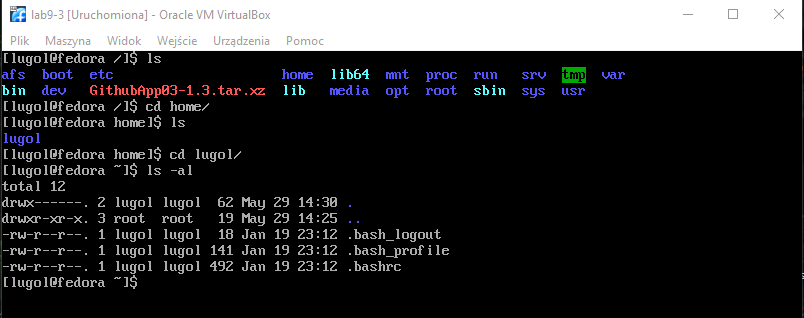 lab9-3 [Uruchomiona] - Oracle VM VirtualBox
Plik Maszyna Widok Wejście Urządzenia Pomoc
[lugol@fedora /]$ ls
afs boot etc home lib64 mnt proc run srv tmp var
bin dev GithubApp03-1.3.tar.xz lib media opt root sbin sys usr
[lugol@fedora /]$ cd home/
[lugol@fedora home]$ ls
lugol
[lugol@fedora home]$ cd lugol/
[lugol@fedora ~]$ ls -al
total 12
drwx------. 2 lugol lugol 62 May 29 14:30 .
drwxr-xr-x. 3 root root 19 May 29 14:25 ..
-rw-r--r--. 1 lugol lugol 18 Jan 19 23:12 .bash_logout
-rw-r--r--. 1 lugol lugol 141 Jan 19 23:12 .bash_profile
-rw-r--r--. 1 lugol lugol 492 Jan 19 23:12 .bashrc
[lugol@fedora ~]$